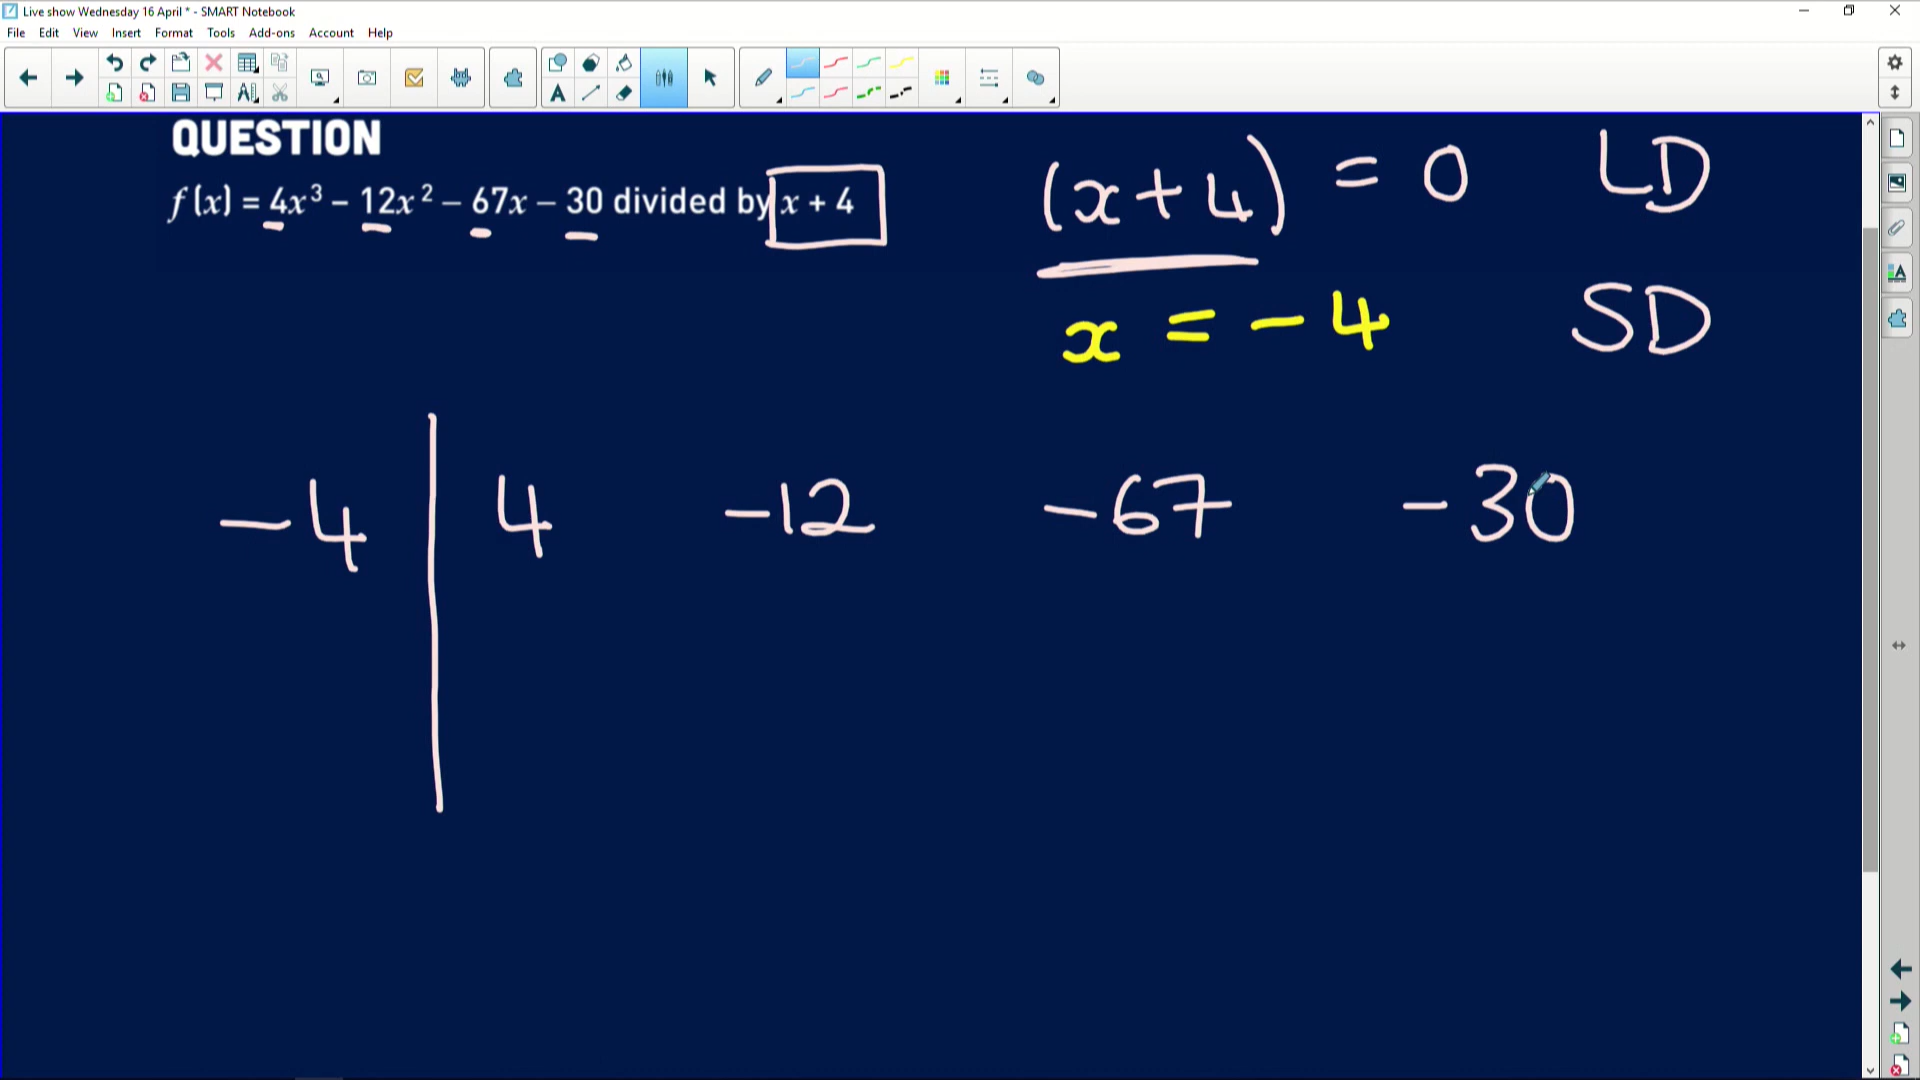 Live show Wednesday 16 April * - SMART Notebook
File Edit View Insert Format Tools Add-ons Account Help
QUESTION
f(x) = 4x³ – 12x² – 67x – 30 divided by x + 4
(x+4) = 0 LD
x = -4 SD
-4 4 -12 -67 -30